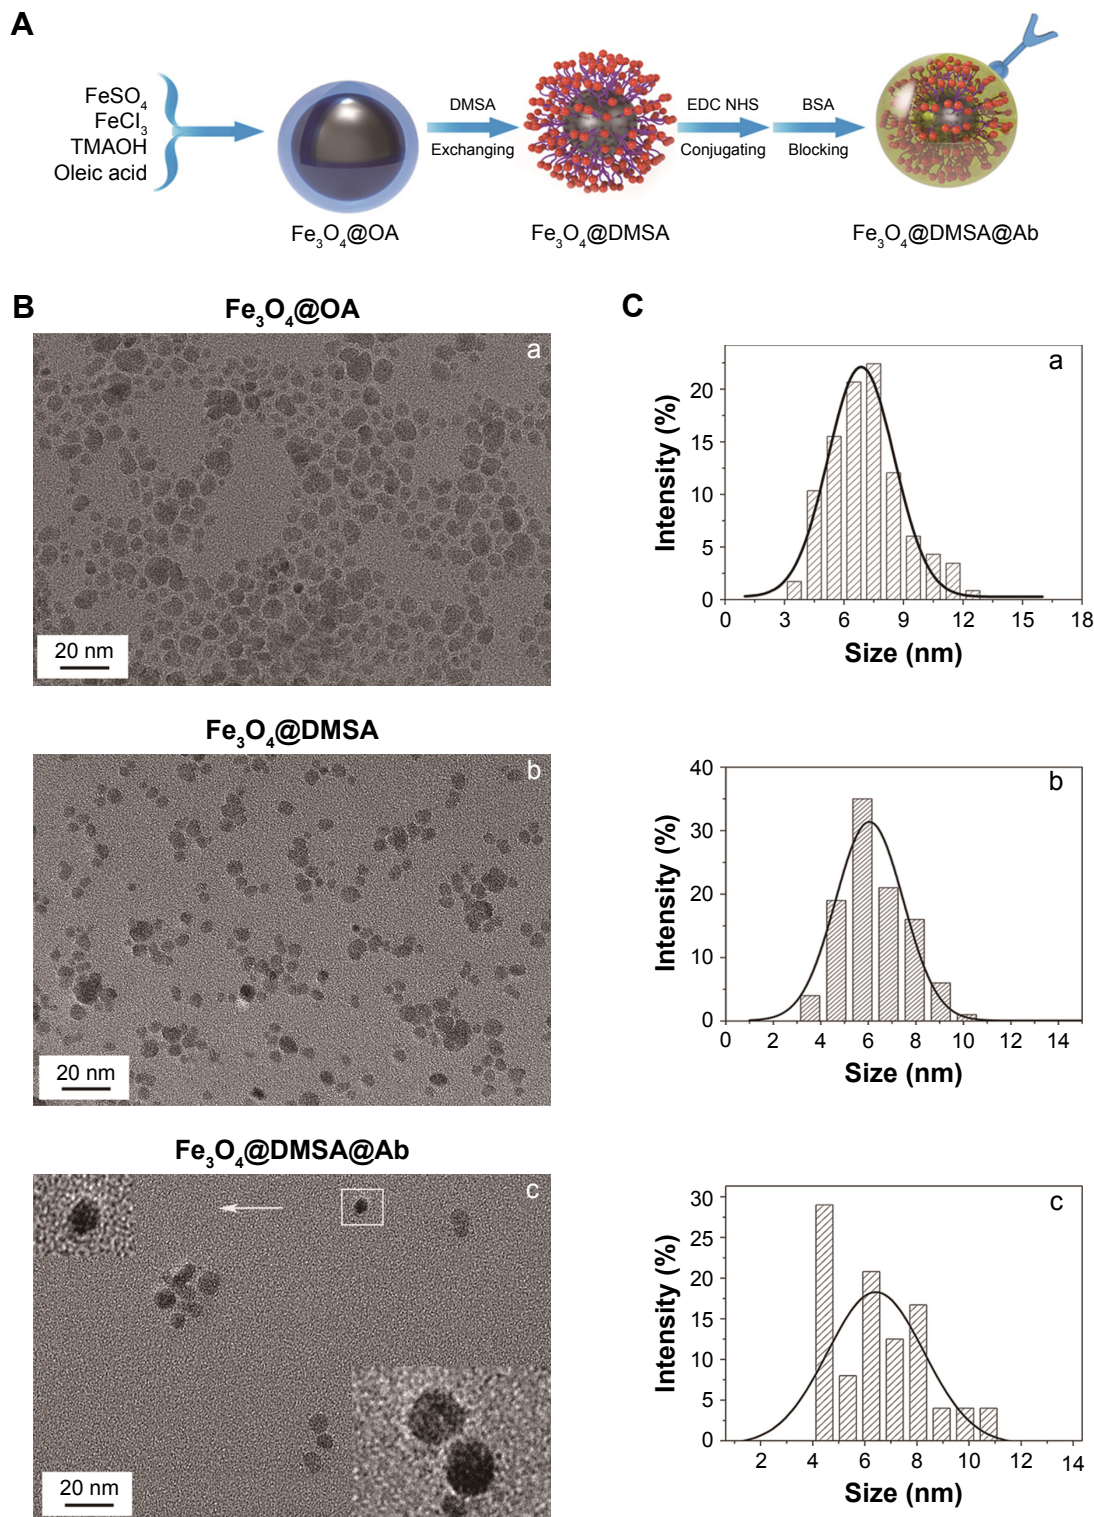 A
FeSO4
FeCl3
TMAOH
Oleic acid
DMSA
Exchanging
EDC NHS
Conjugating
BSA
Blocking
Fe3O4@OA
Fe3O4@DMSA
Fe3O4@DMSA@Ab
B
Fe3O4@OA
a
20 nm
Fe3O4@DMSA
b
20 nm
Fe3O4@DMSA@Ab
c
20 nm
C
a
Intensity (%)
20
15
10
5
0
0 3 6 9 12 15 18
Size (nm)
b
Intensity (%)
40
30
20
10
0
0 2 4 6 8 10 12 14
Size (nm)
c
Intensity (%)
30
25
20
15
10
5
0
2 4 6 8 10 12 14
Size (nm)